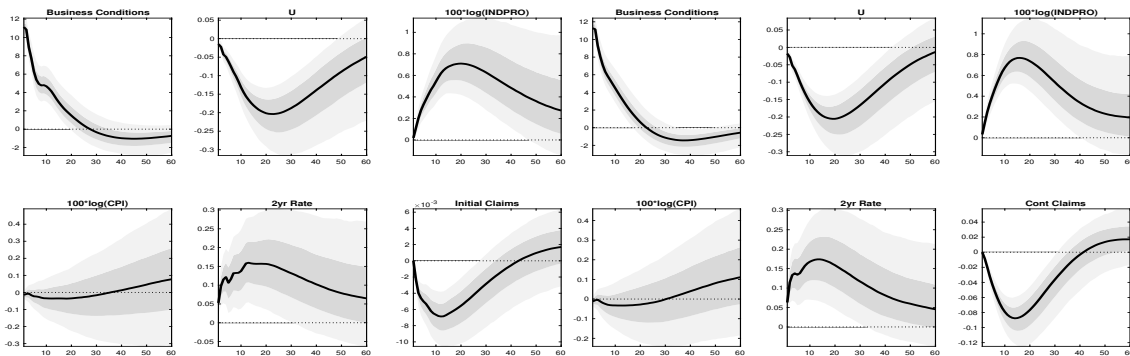 Business Conditions U 100*log(INDPRO) Business Conditions U 100*log(INDPRO)
12 10 8 6 4 2 0 -2
10 20 30 40 50 60
0.05 0 -0.05 -0.1 -0.15 -0.2 -0.25 -0.3
10 20 30 40 50 60
1 0.8 0.6 0.4 0.2 0
10 20 30 40 50 60
12 10 8 6 4 2 0 -2
10 20 30 40 50 60
0.05 0 -0.05 -0.1 -0.15 -0.2 -0.25 -0.3
10 20 30 40 50 60
1 0.8 0.6 0.4 0.2 0
10 20 30 40 50 60
100*log(CPI) 2yr Rate Initial Claims 100*log(CPI) 2yr Rate Cont Claims
0.4 0.3 0.2 0.1 0 -0.1 -0.2 -0.3
10 20 30 40 50 60
0.3 0.25 0.2 0.15 0.1 0.05 0 -0.05
10 20 30 40 50 60
× 10⁻³
6 4 2 0 -2 -4 -6 -8
10 20 30 40 50 60
0.4 0.3 0.2 0.1 0 -0.1 -0.2
10 20 30 40 50 60
0.3 0.2 0.1 0
10 20 30 40 50 60
0.04 0.02 0 -0.02 -0.04 -0.06 -0.08 -0.1 -0.12
10 20 30 40 50 60